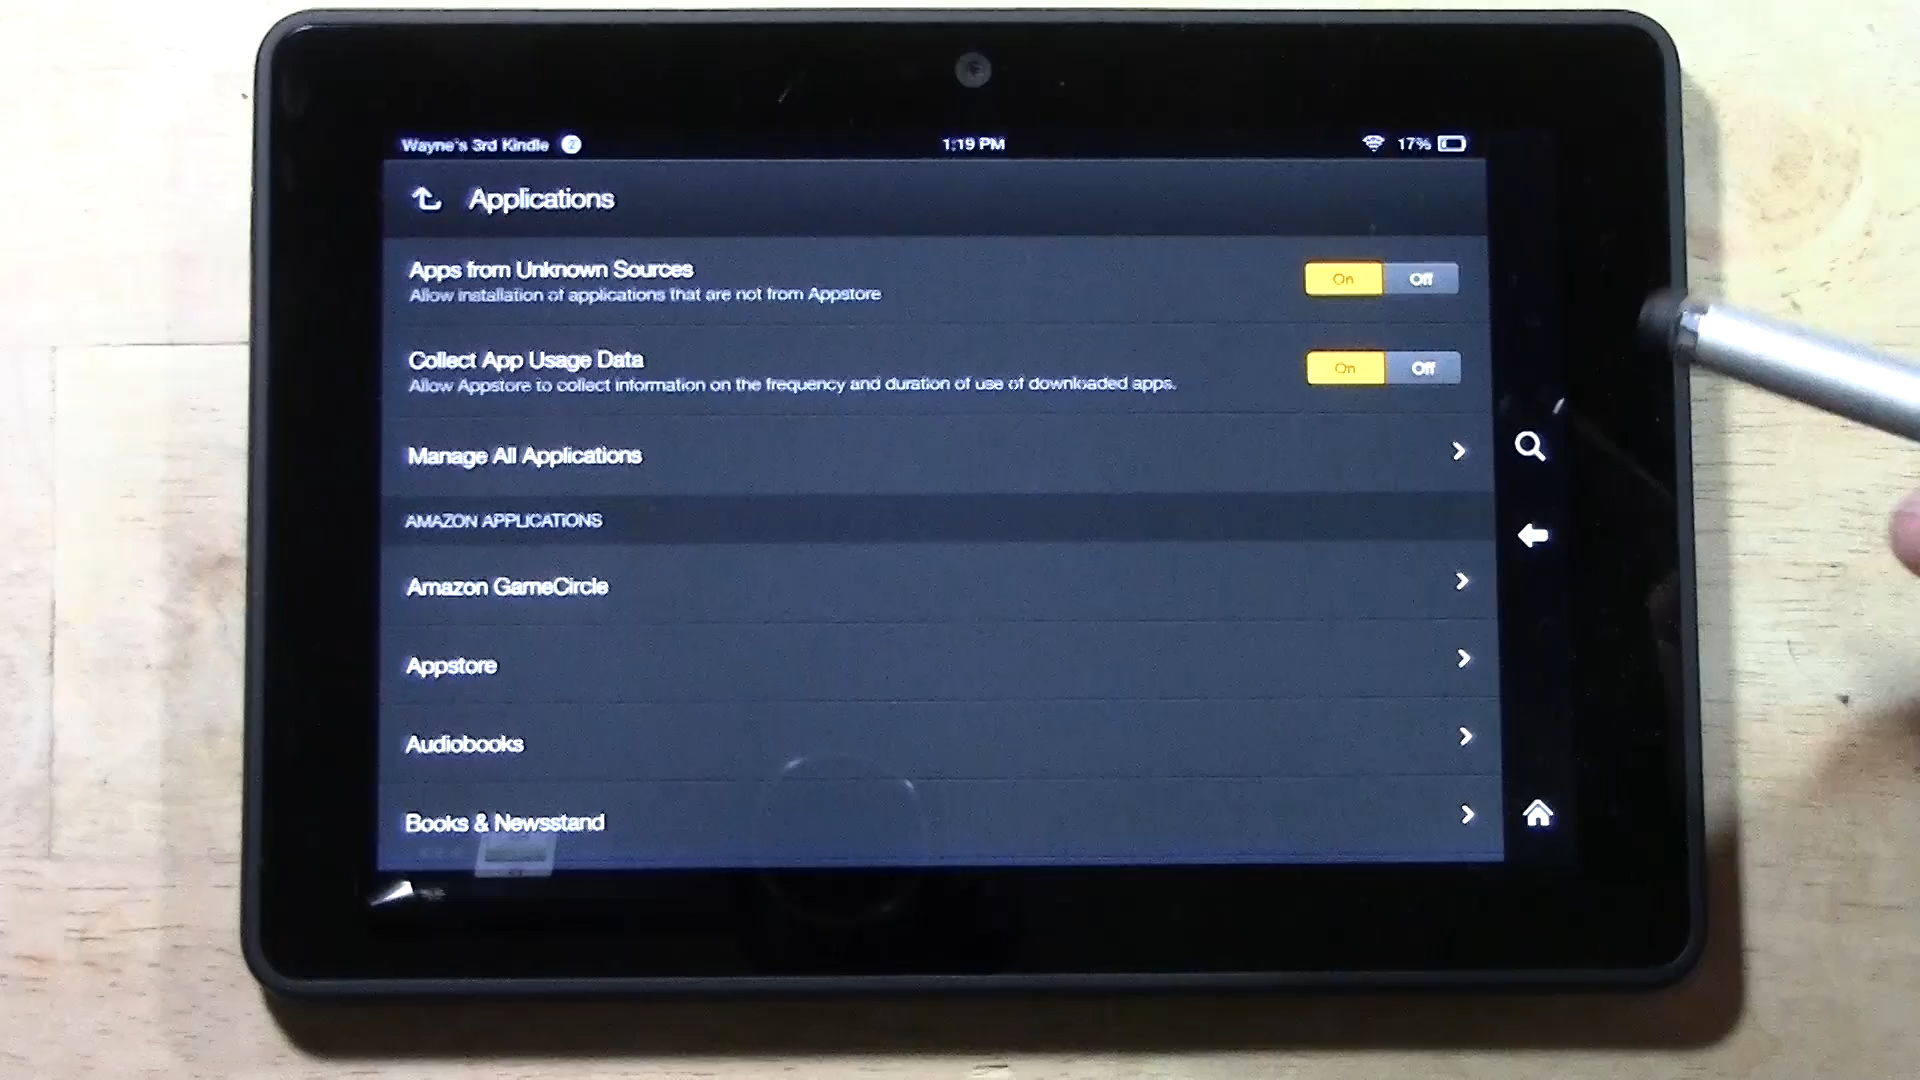 Wayne's 3rd Kindle 2 1:19 PM 17%
Applications
Apps from Unknown Sources
On Off
Allow installation of applications that are not from Appstore
Collect App Usage Data
On Off
Allow Appstore to collect information on the frequency and duration of use of downloaded apps.
Manage All Applications
AMAZON APPLICATIONS
Amazon GameCircle
Appstore
Audiobooks
Books & Newsstand